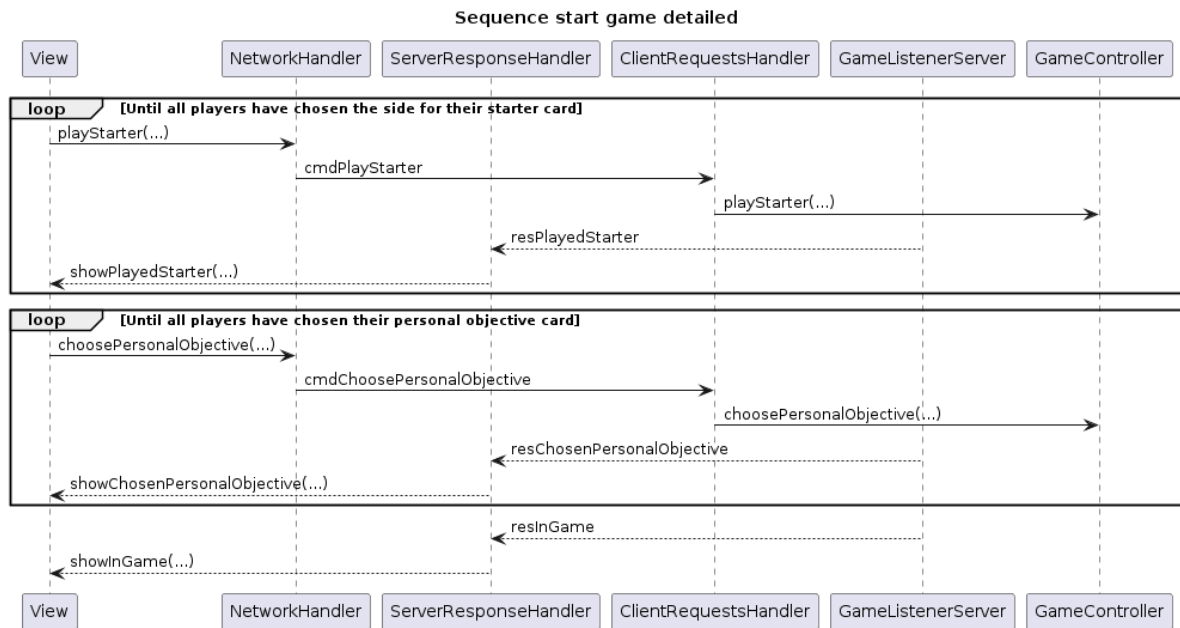 Sequence start game detailed
View NetworkHandler ServerResponseHandler ClientRequestsHandler GameListenerServer GameController
loop [Until all players have chosen the side for their starter card]
playStarter(...)
cmdPlayStarter
playStarter(...)
resPlayedStarter
showPlayedStarter(...)
loop [Until all players have chosen their personal objective card]
choosePersonalObjective(...)
cmdChoosePersonalObjective
choosePersonalObjective(...)
resChosenPersonalObjective
showChosenPersonalObjective(...)
resInGame
showInGame(...)
View NetworkHandler ServerResponseHandler ClientRequestsHandler GameListenerServer GameController